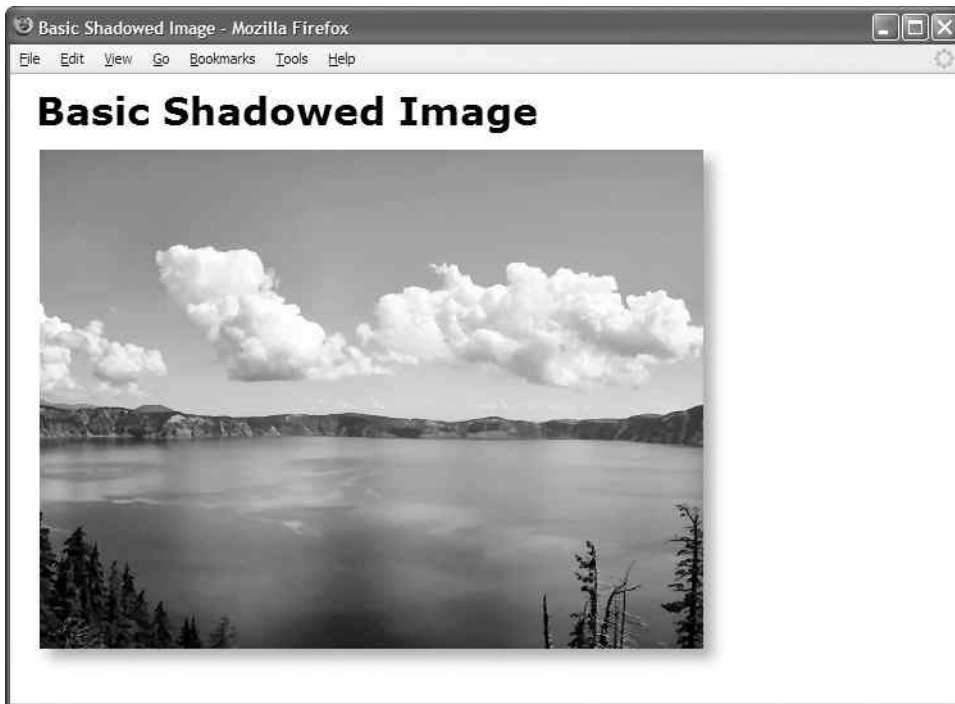 Basic Shadowed Image - Mozilla Firefox
File Edit View Go Bookmarks Tools Help
Basic Shadowed Image